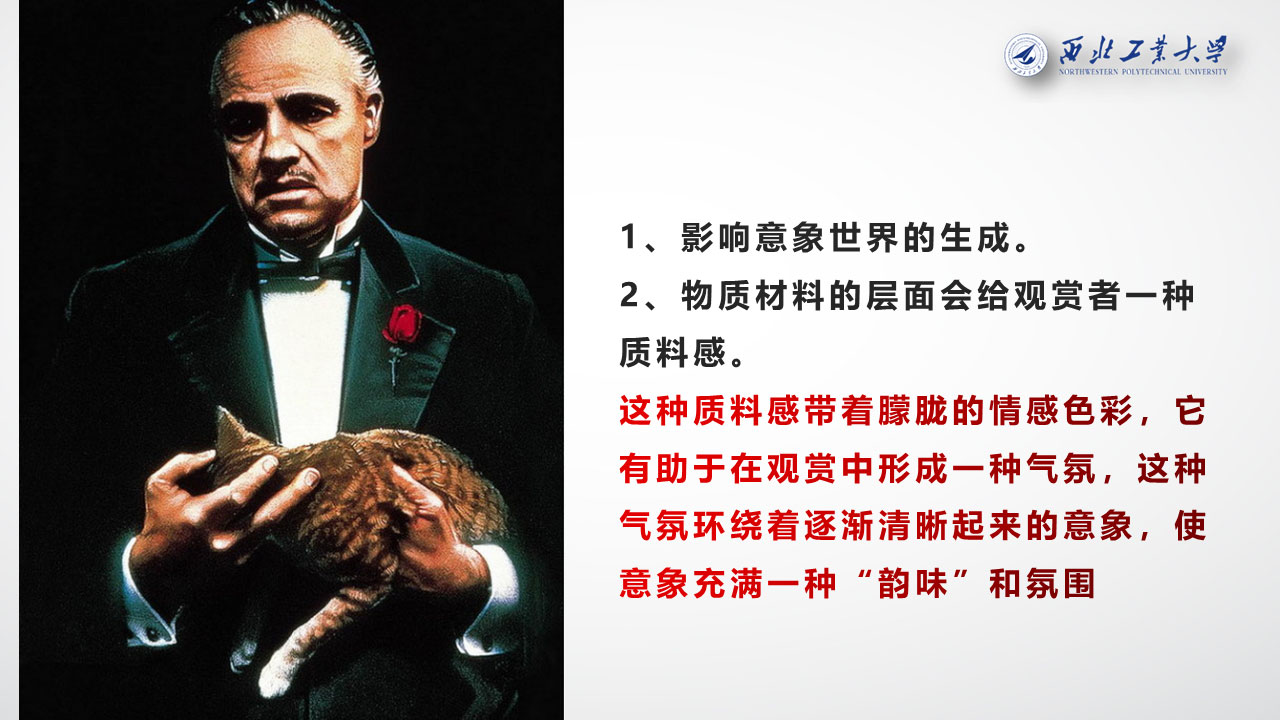 西北工业大学
NORTHWESTERN POLYTECHNICAL UNIVERSITY
1、影响意象世界的生成。
2、物质材料的层面会给观赏者一种
质料感。
这种质料感带着朦胧的情感色彩，它
有助于在观赏中形成一种气氛，这种
气氛环绕着逐渐清晰起来的意象，使
意象充满一种“韵味”和氛围